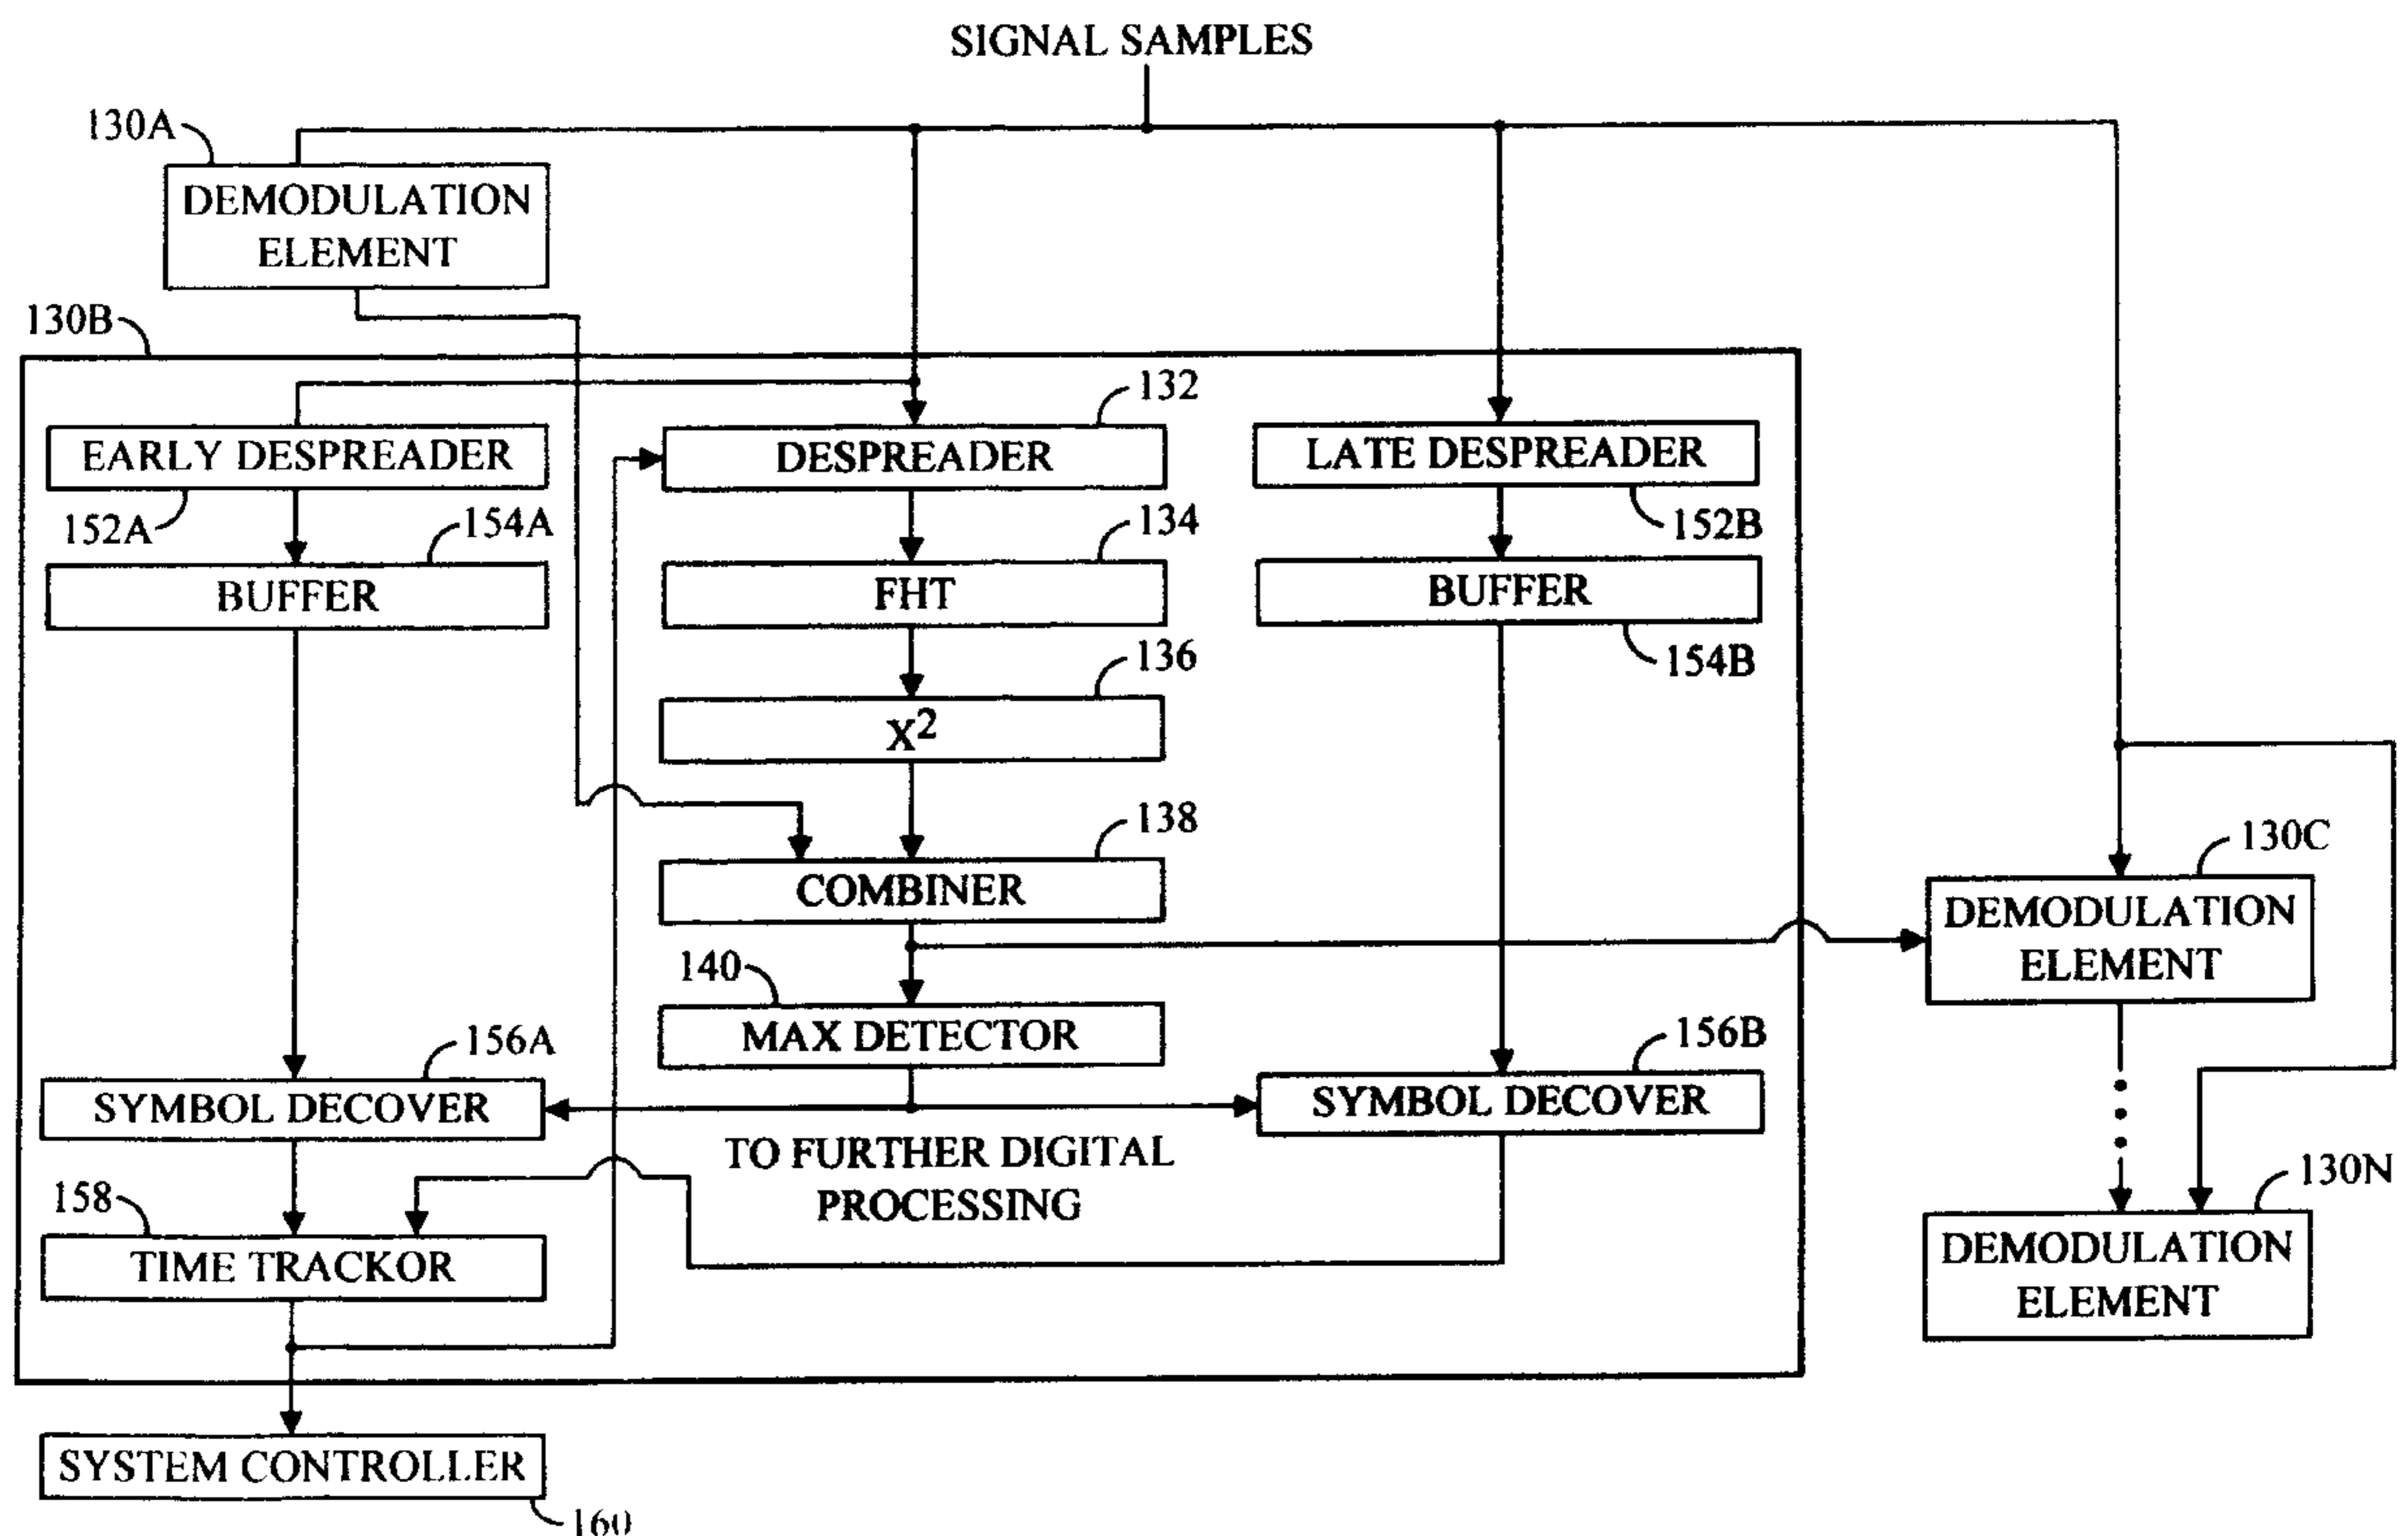 SIGNAL SAMPLES
130A
DEMODULATION
ELEMENT
130B
132
EARLY DESPREADER
DESPREADER
LATE DESPREADER
152A
154A
134
152B
BUFFER
FHT
BUFFER
136
154B
X²
138
COMBINER
130C
DEMODULATION
ELEMENT
140
MAX DETECTOR
156A
156B
SYMBOL DECOVER
SYMBOL DECOVER
TO FURTHER DIGITAL
PROCESSING
158
TIME TRACKOR
130N
DEMODULATION
ELEMENT
SYSTEM CONTROLLER
160